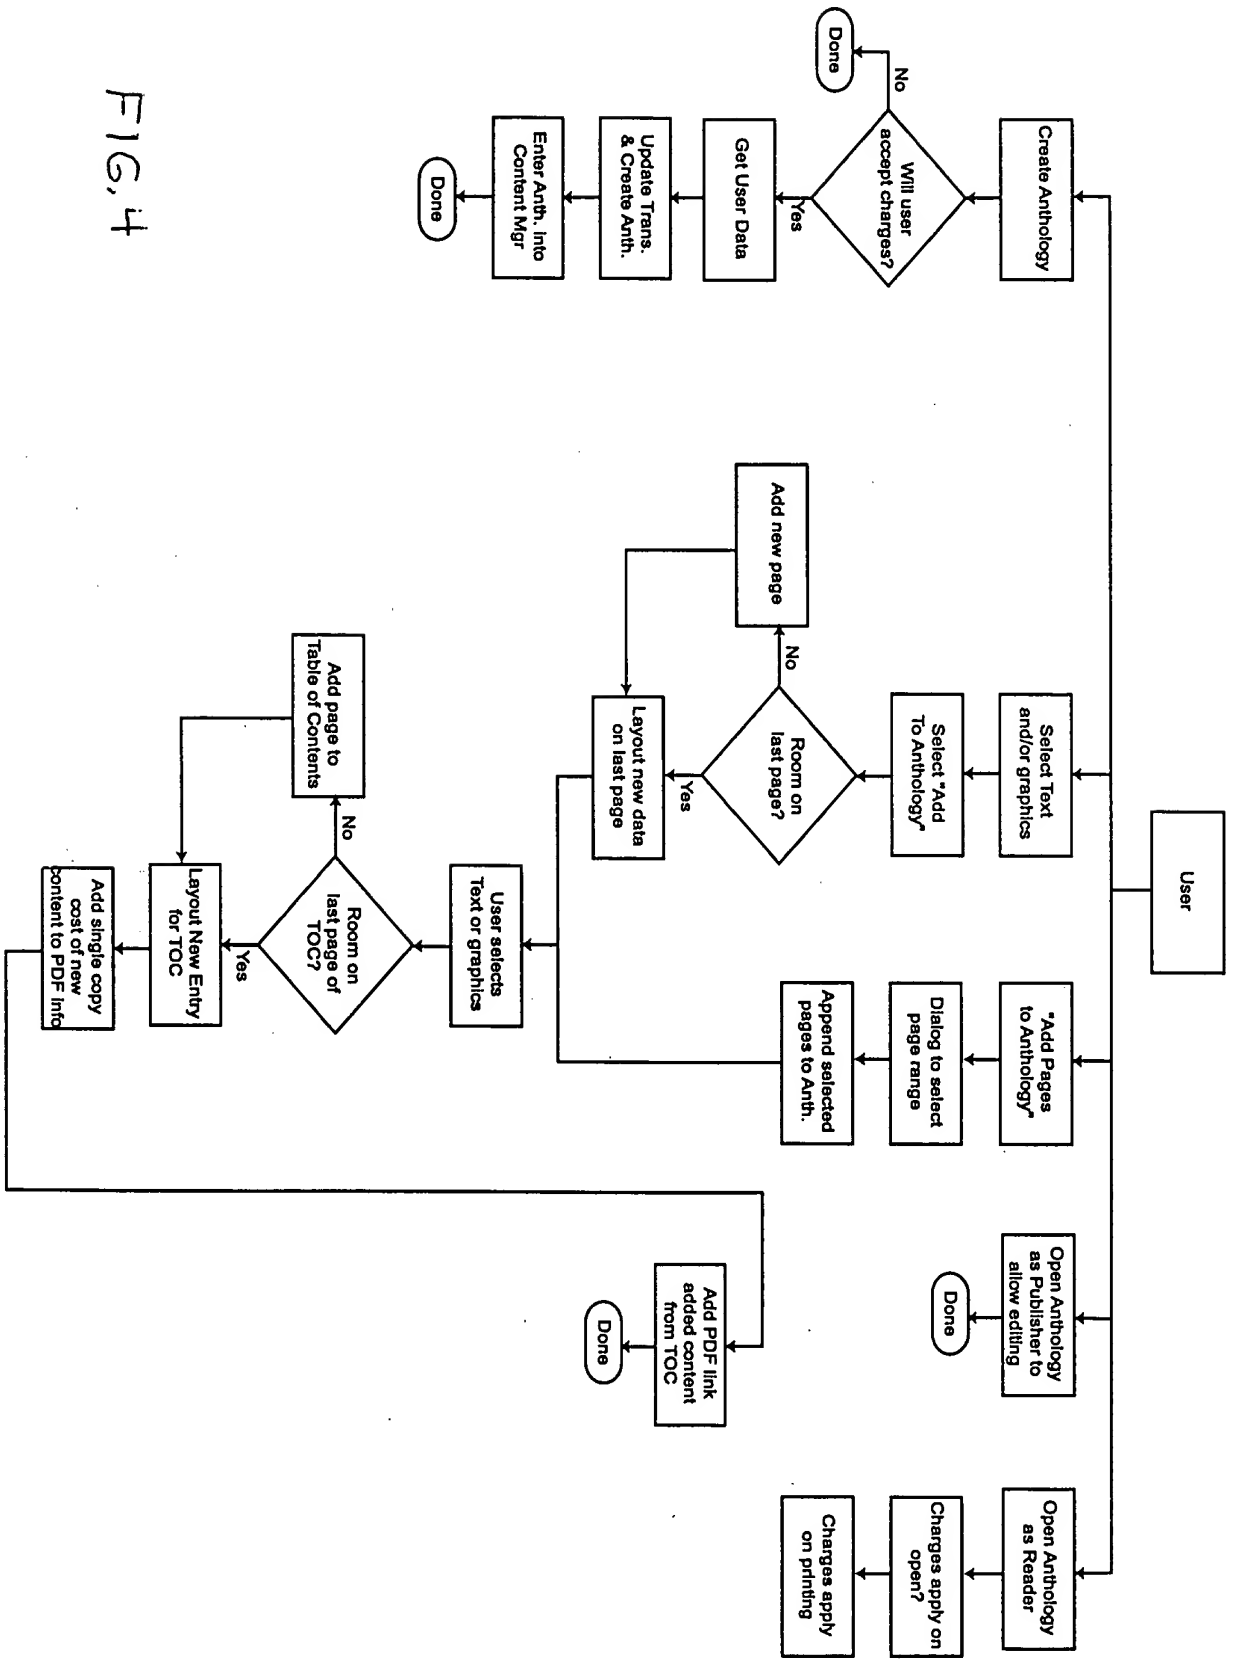 User
Create Anthology
Will user
accept charges?
No
Done
Yes
Get User Data
Update Trans.
& Create Anth.
Enter Anth. into
Content Mgr
Done
Select Text
and/or graphics
Select "Add
To Anthology"
Room on
last page?
No
Add new page
Yes
Layout new data
on last page
"Add Pages
to Anthology"
Dialog to select
page range
Append selected
pages to Anth.
User selects
Text or graphics
Room on
last page of
TOC?
No
Add page to
Table of Contents
Yes
Layout New Entry
for TOC
Add single copy
cost of new
content to PDF info
Add PDF link
added content
from TOC
Done
Open Anthology
as Publisher to
allow editing
Done
Open Anthology
as Reader
Charges apply on
open?
Charges apply
on printing
FIG. 4